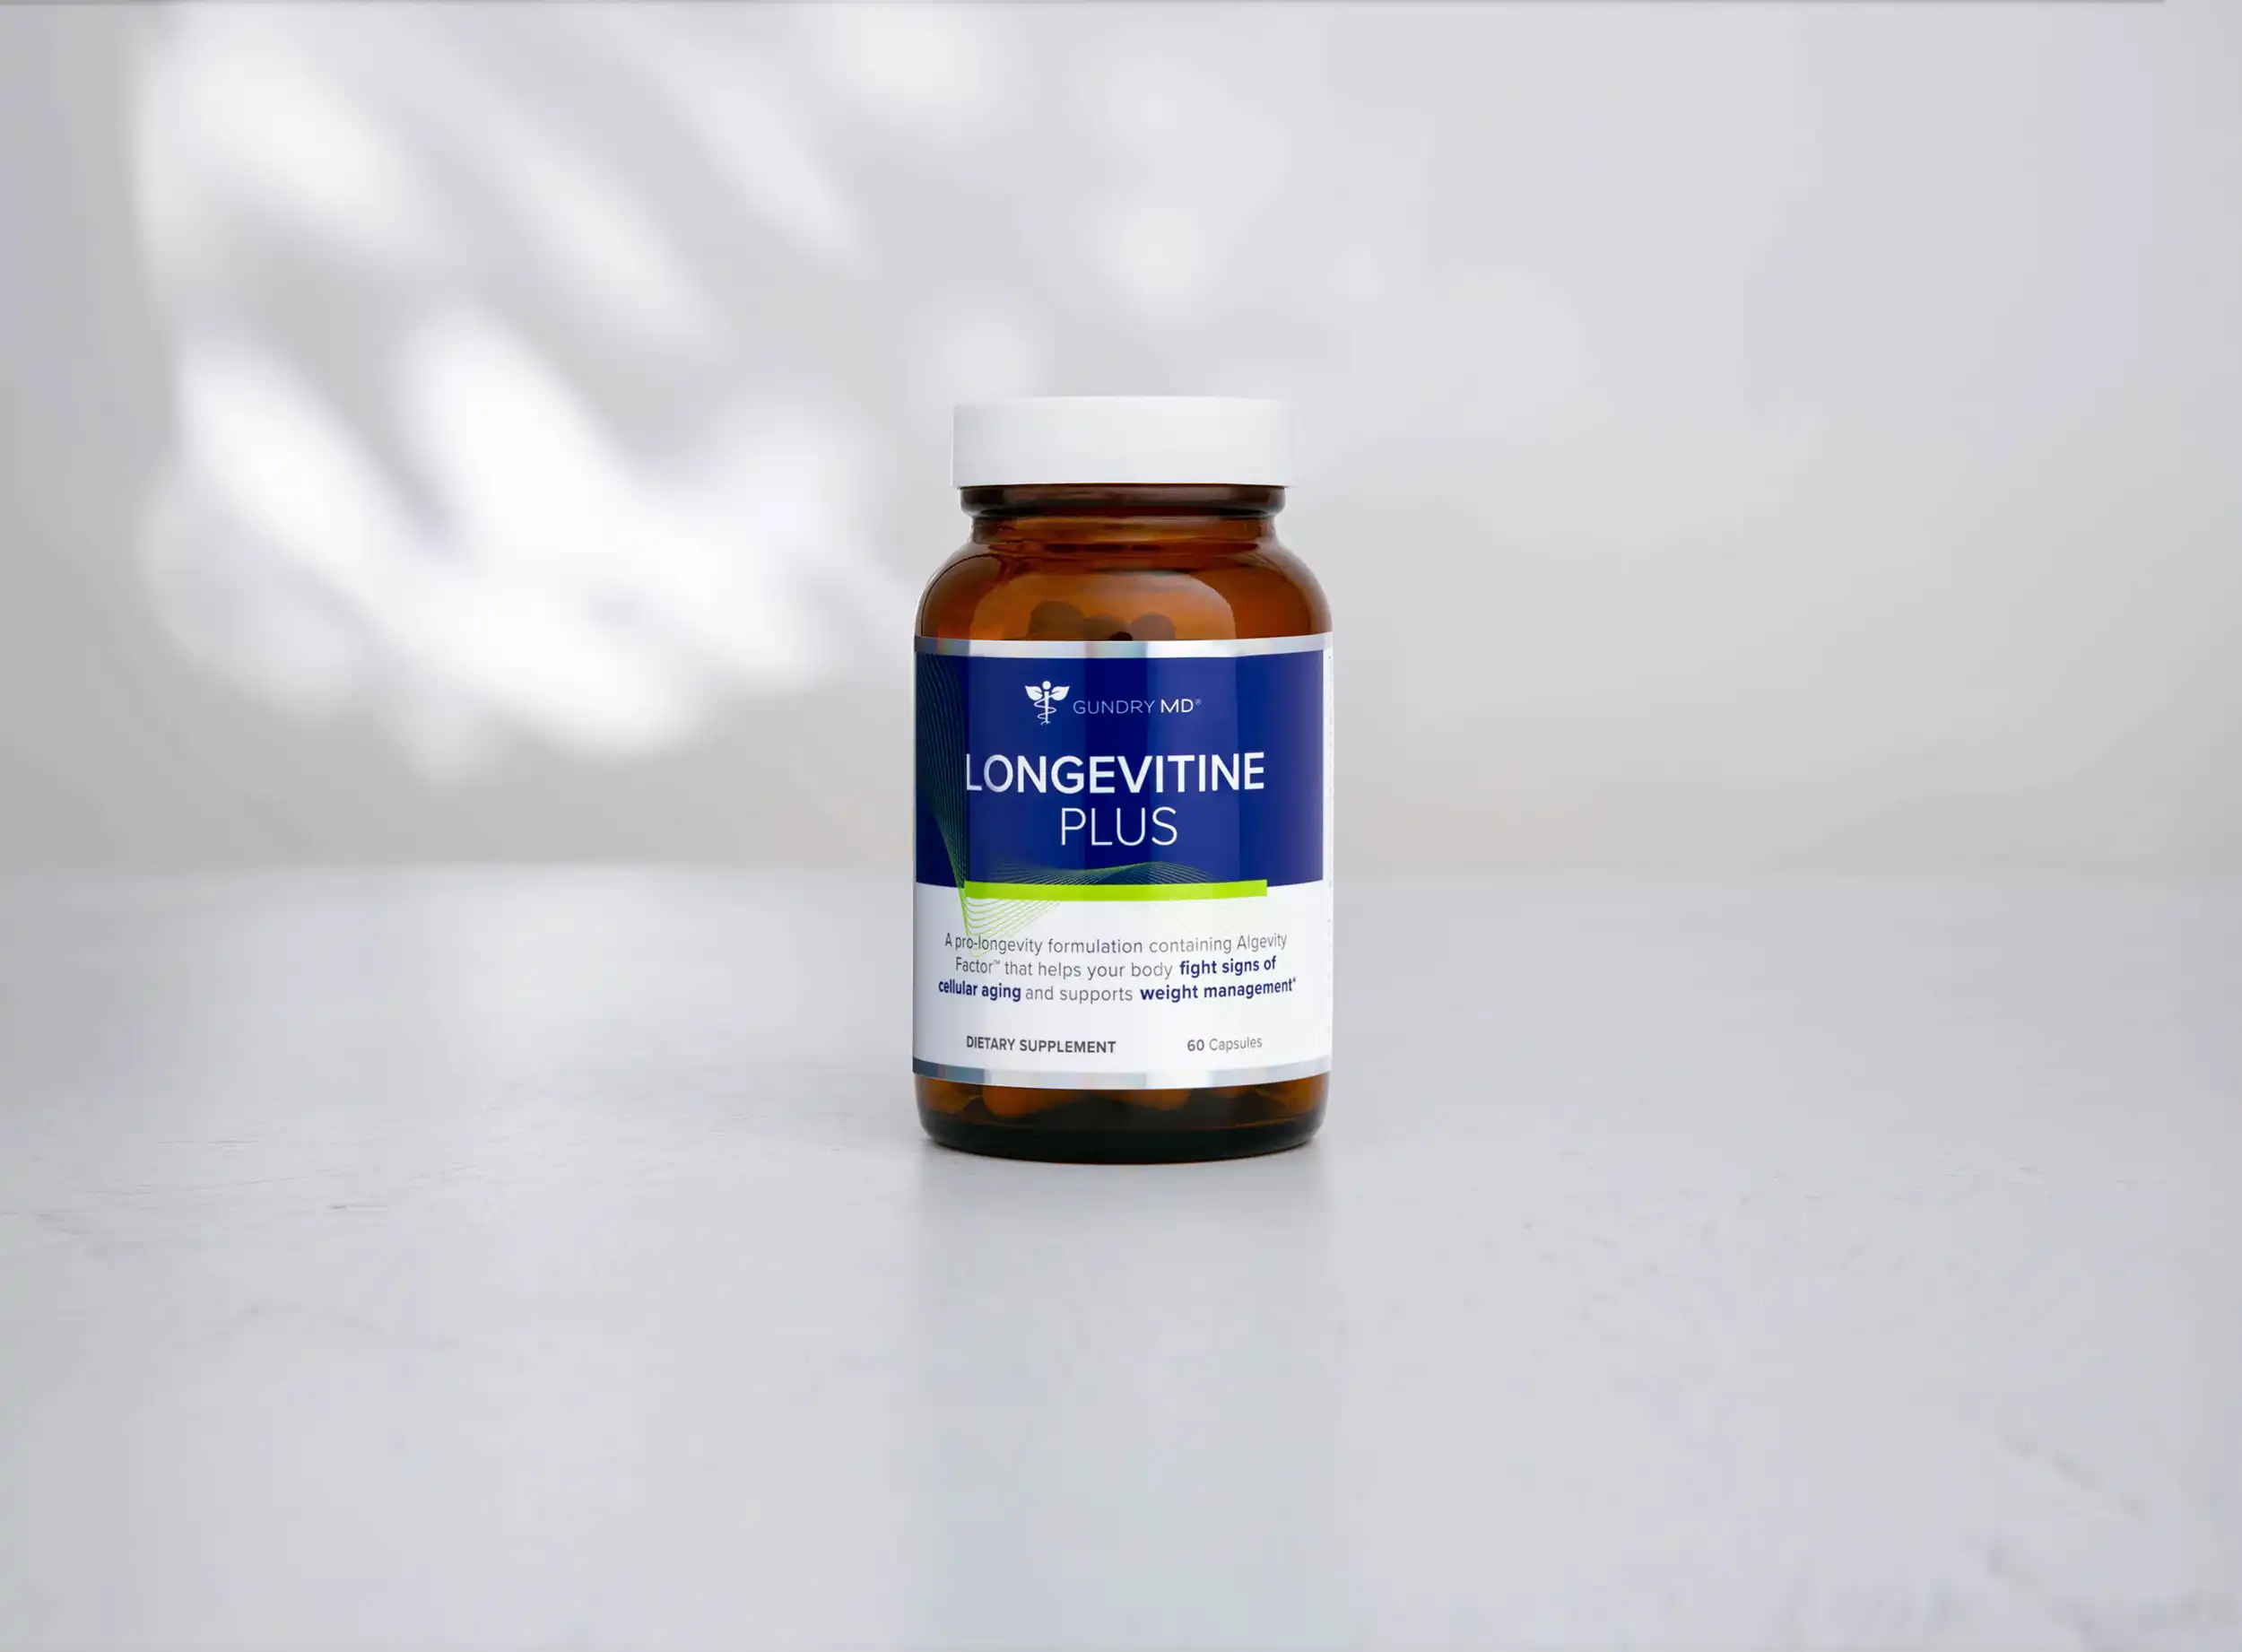 GUNDRY MD®
LONGEVITINE
PLUS
A pro-longevity formulation containing Algevity
Factor™ that helps your body fight signs of
cellular aging and supports weight management*
DIETARY SUPPLEMENT 60 Capsules